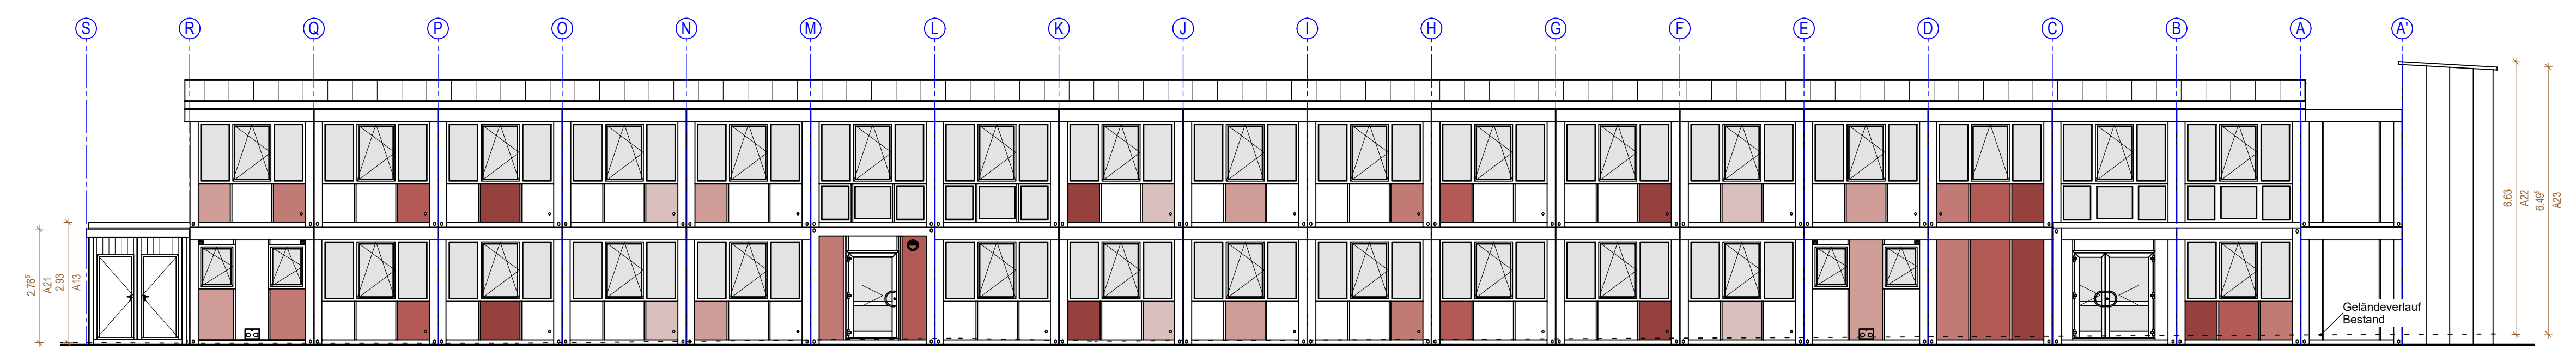 S R Q P O N M L K J I H G F E D C B A A'
2.76⁵
A21
2.93
A13
6.63
A22
6.49⁵
A23
Geländeverlauf
Bestand